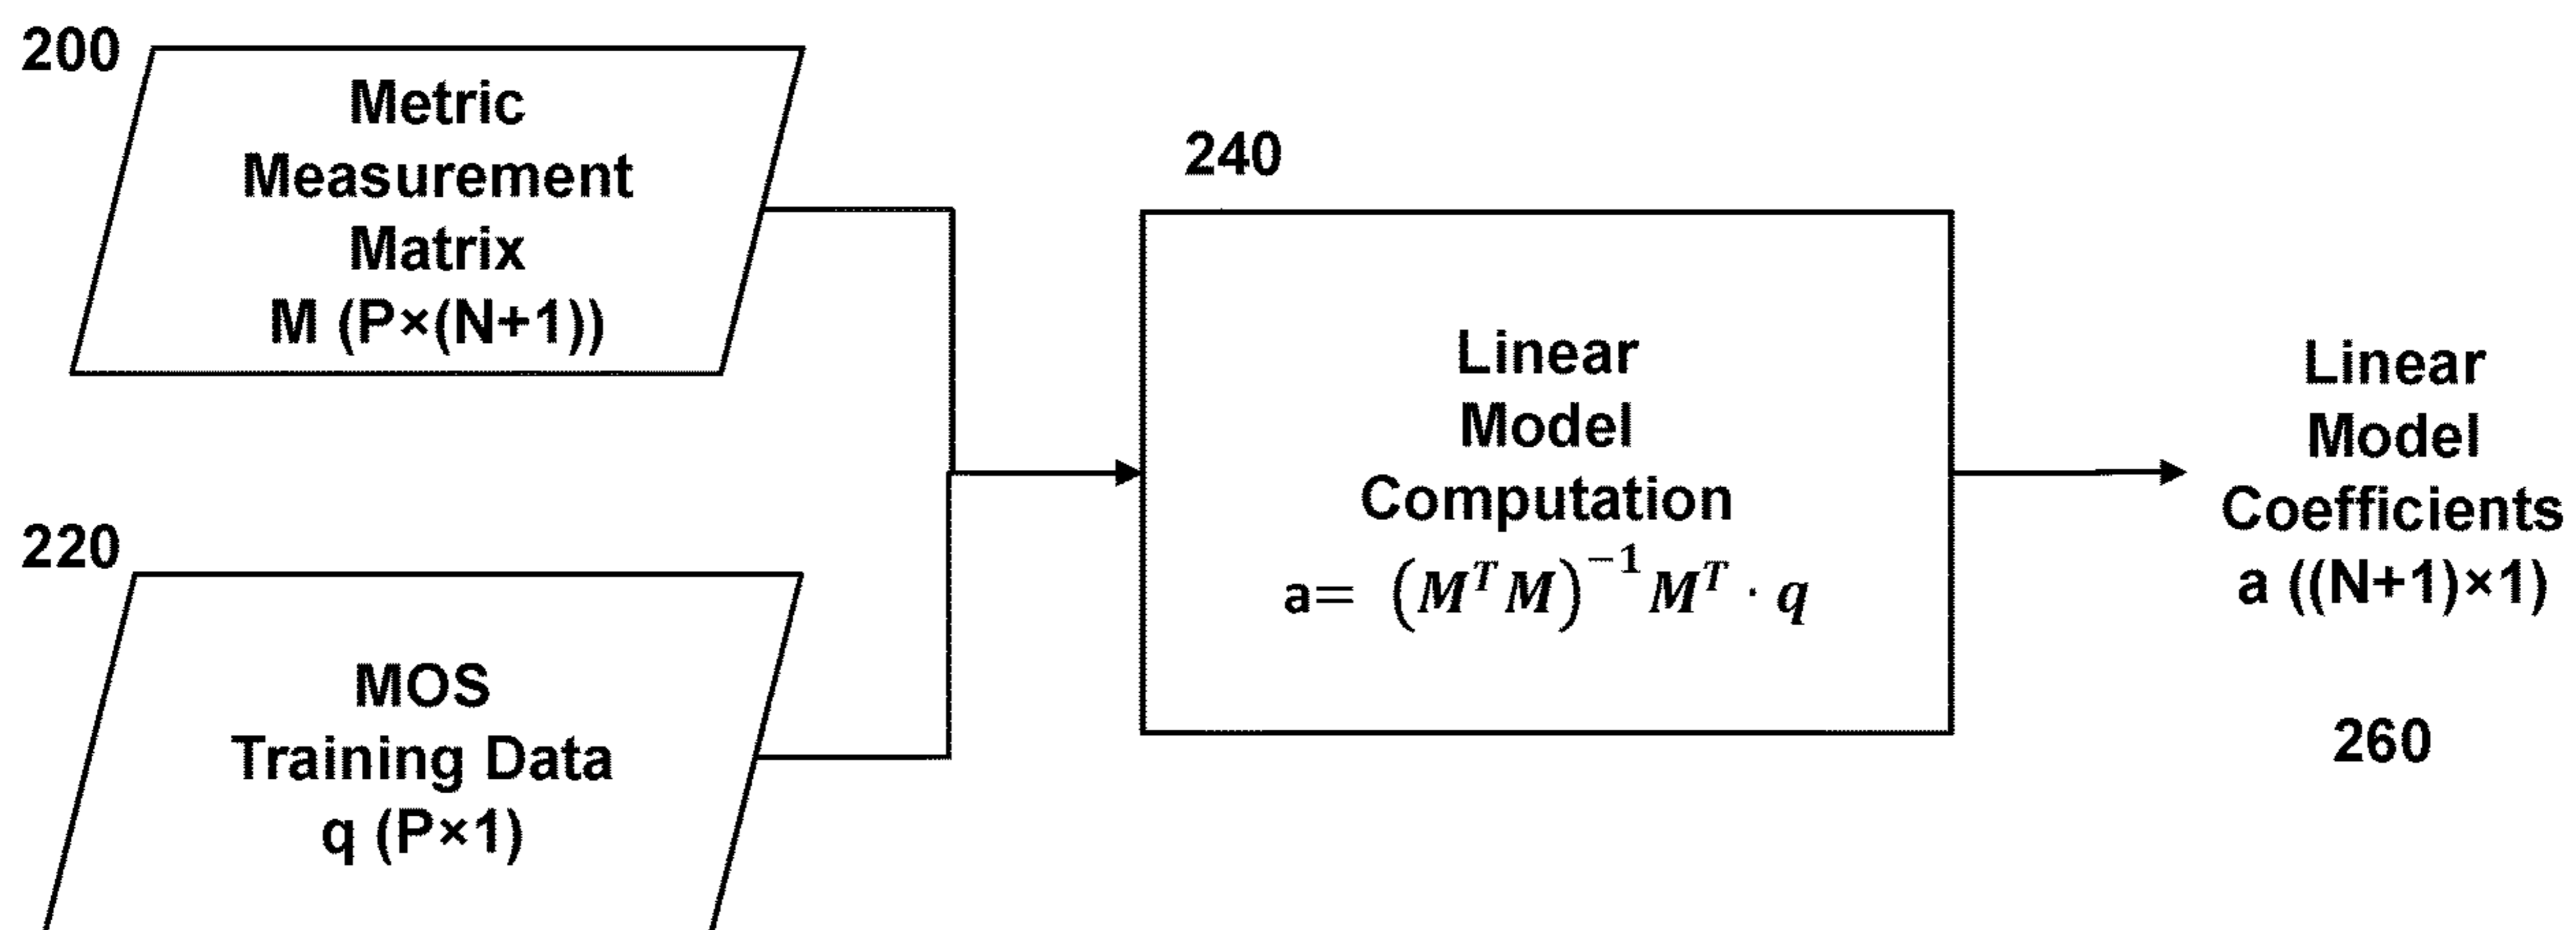 200
Metric
Measurement
Matrix
M (P×(N+1))
220
MOS
Training Data
q (P×1)
240
Linear
Model
Computation
a= (M^T M)^{-1} M^T · q
Linear
Model
Coefficients
a ((N+1)×1)
260